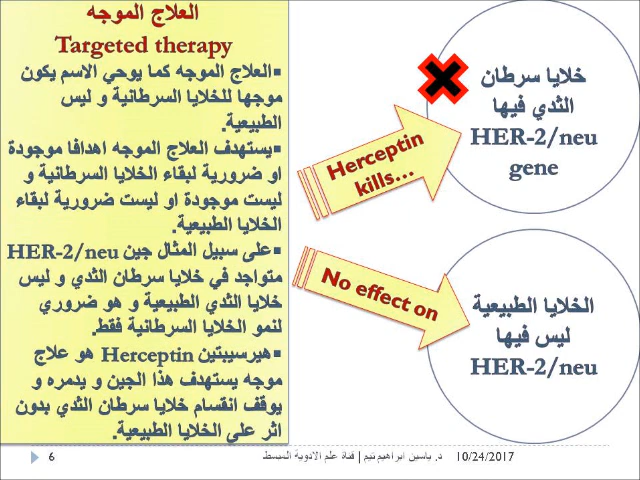 العلاج الموجه
Targeted therapy
▪العلاج الموجه كما يوحي الاسم يكون
موجها للخلايا السرطانية و ليس
الطبيعية.
▪يستهدف العلاج الموجه اهدافا موجودة
او ضرورية لبقاء الخلايا السرطانية و
ليست موجودة او ليست ضرورية لبقاء
الخلايا الطبيعية.
▪على سبيل المثال جين HER-2/neu
متواجد في خلايا سرطان الثدي و ليس
خلايا الثدي الطبيعية و هو ضروري
لنمو الخلايا السرطانية فقط.
▪هيرسيبتين Herceptin هو علاج
موجه يستهدف هذا الجين و يدمره و
يوقف انقسام خلايا سرطان الثدي بدون
اثر على الخلايا الطبيعية.
Herceptin
kills...
خلايا سرطان
الثدي فيها
HER-2/neu
gene
No effect on
الخلايا الطبيعية
ليس فيها
HER-2/neu
6
د. ياسين ابراهيم نيم | قناة علم الادوية المبسط
10/24/2017